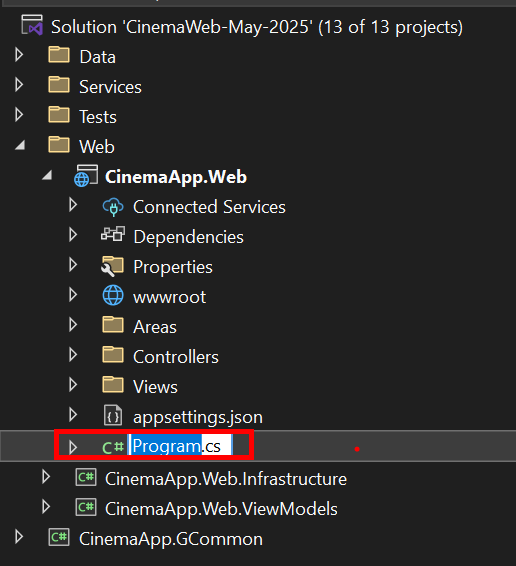 Solution 'CinemaWeb-May-2025' (13 of 13 projects)
Data
Services
Tests
Web
CinemaApp.Web
Connected Services
Dependencies
Properties
wwwroot
Areas
Controllers
Views
appsettings.json
C# Program.cs
C# CinemaApp.Web.Infrastructure
C# CinemaApp.Web.ViewModels
C# CinemaApp.GCommon